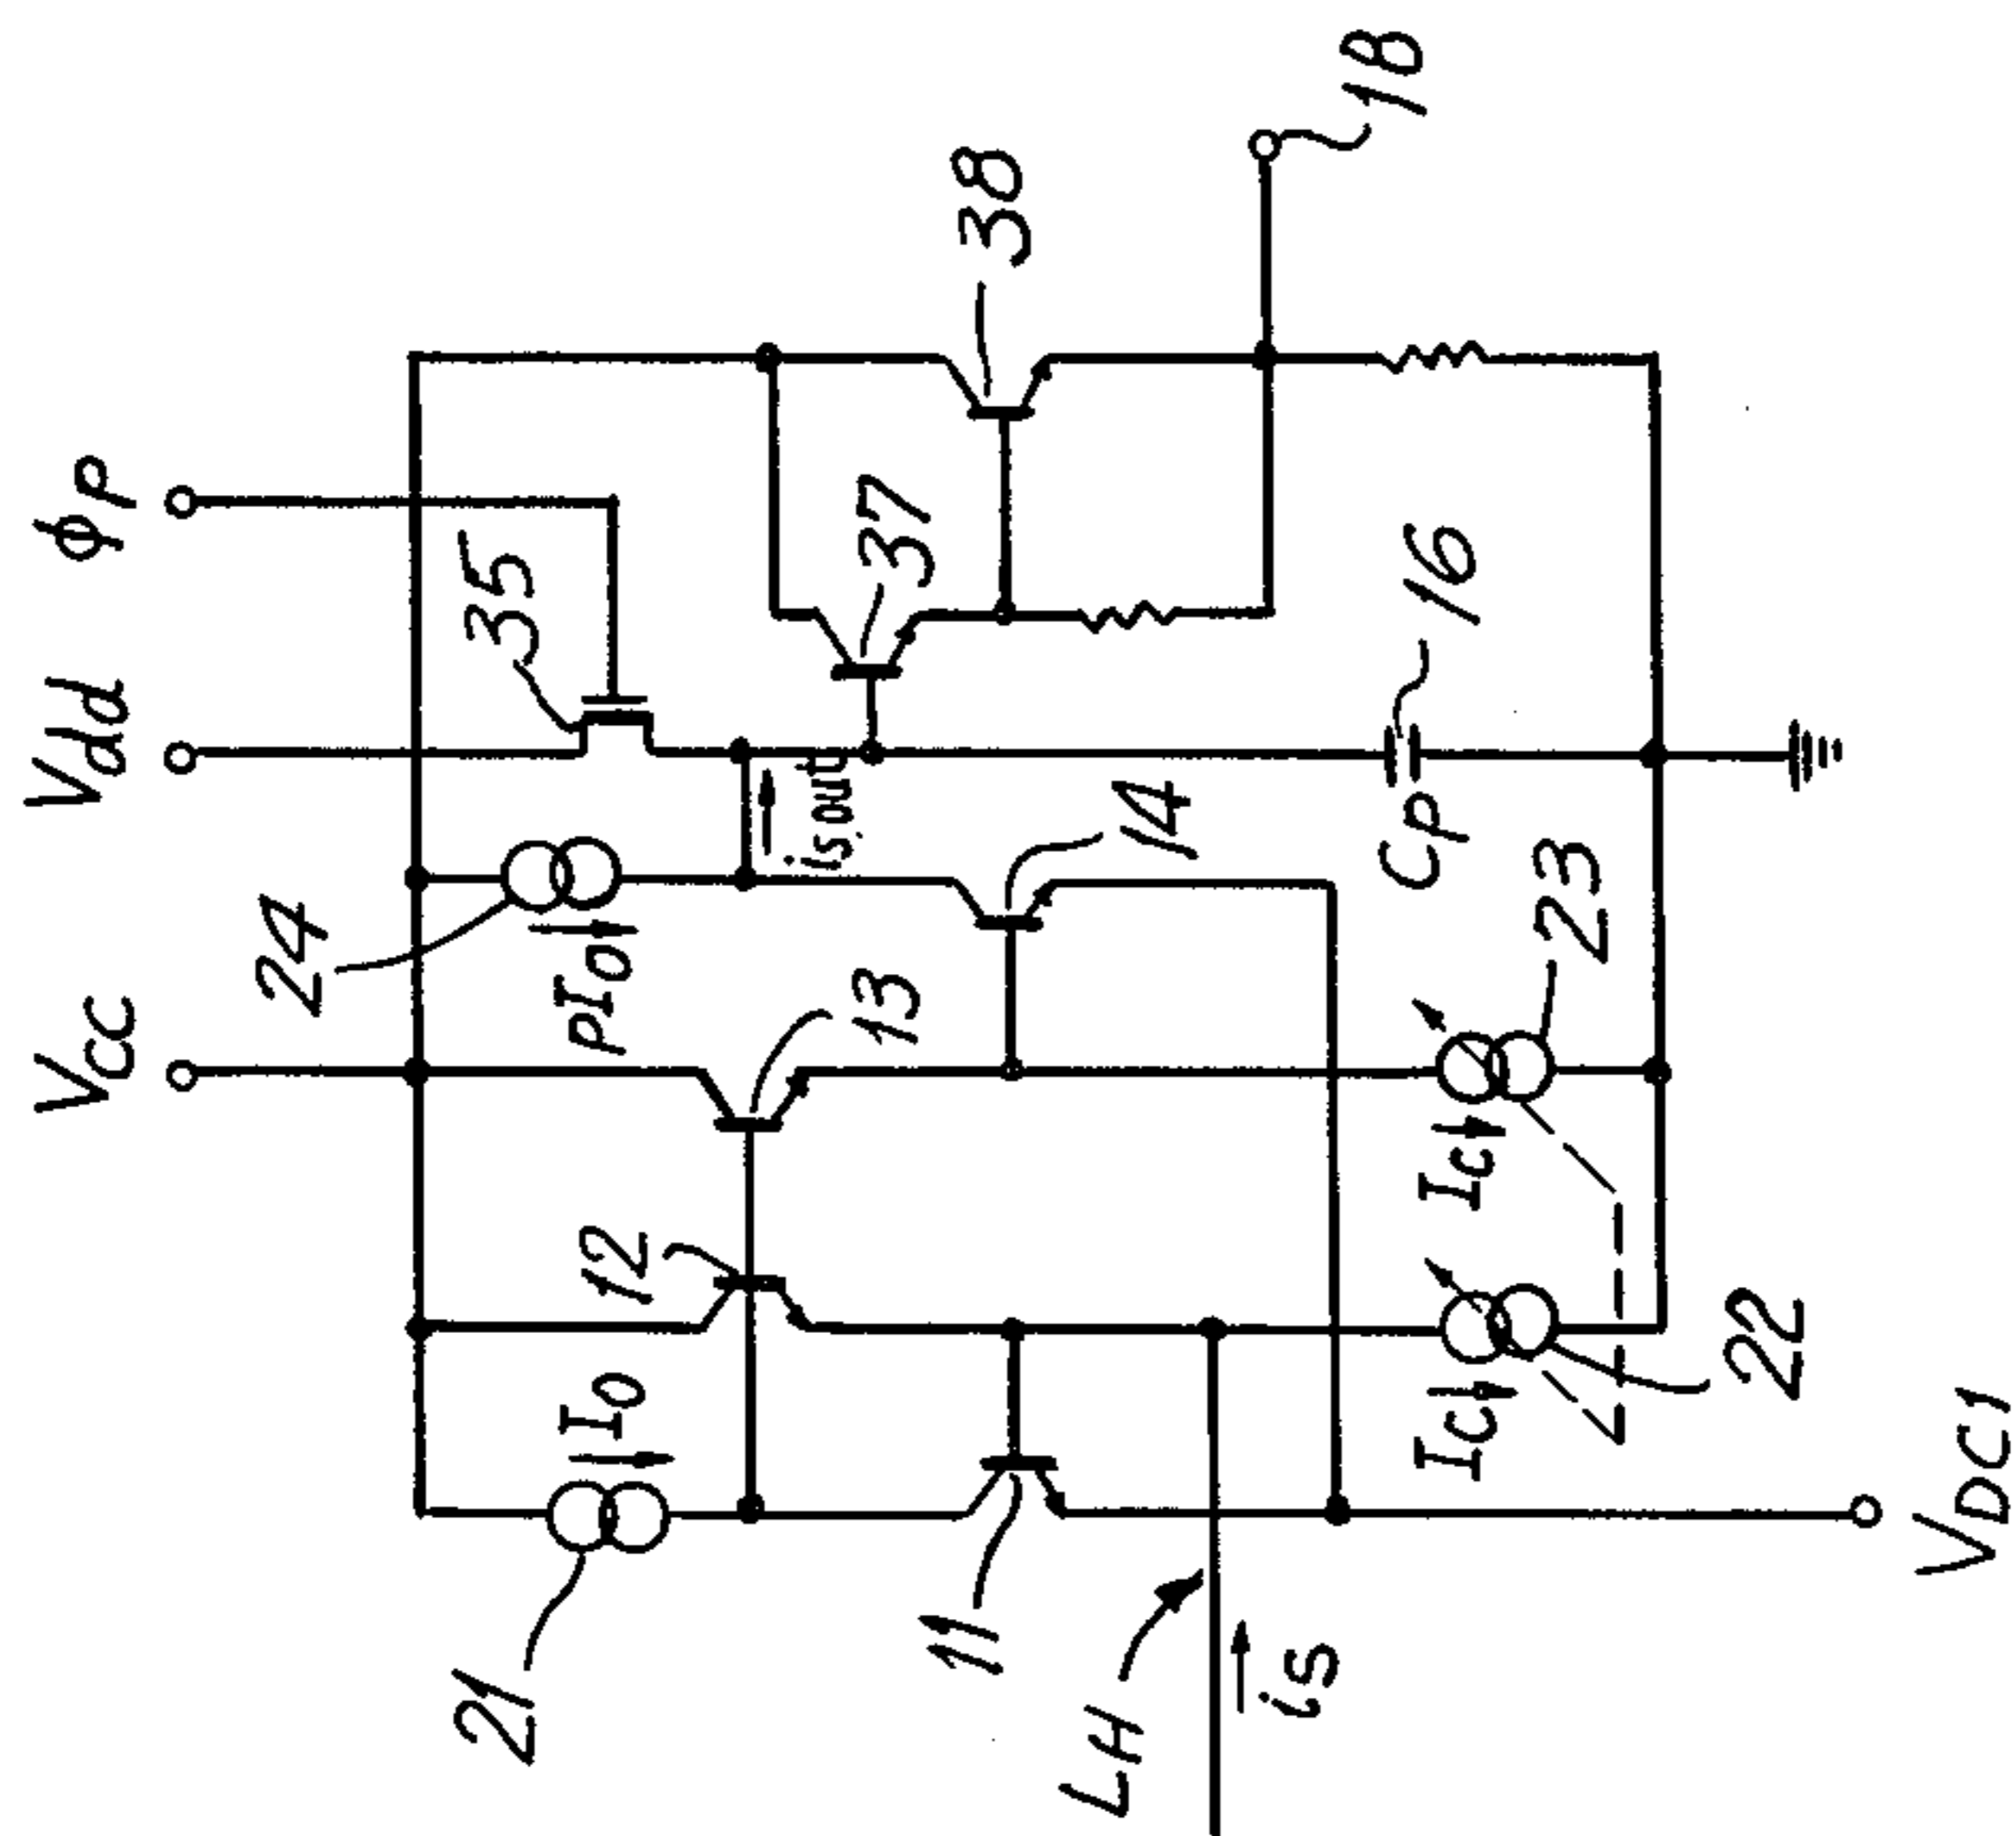 Vcc
Vdd
φP
24
21
35
Io
pIo
12
is out
13
37
11
38
LH
14
is
18
Cp
16
Ic
Ic
23
22
VDC1